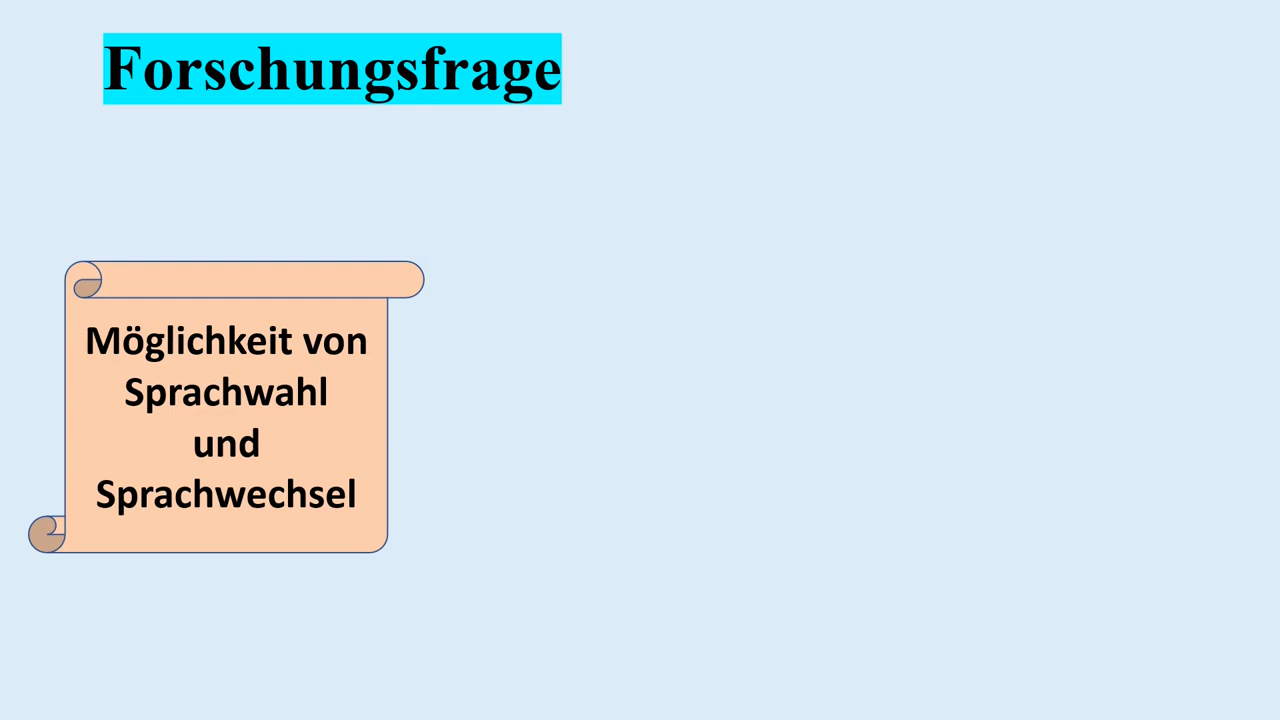 Forschungsfrage
Möglichkeit von
Sprachwahl
und
Sprachwechsel